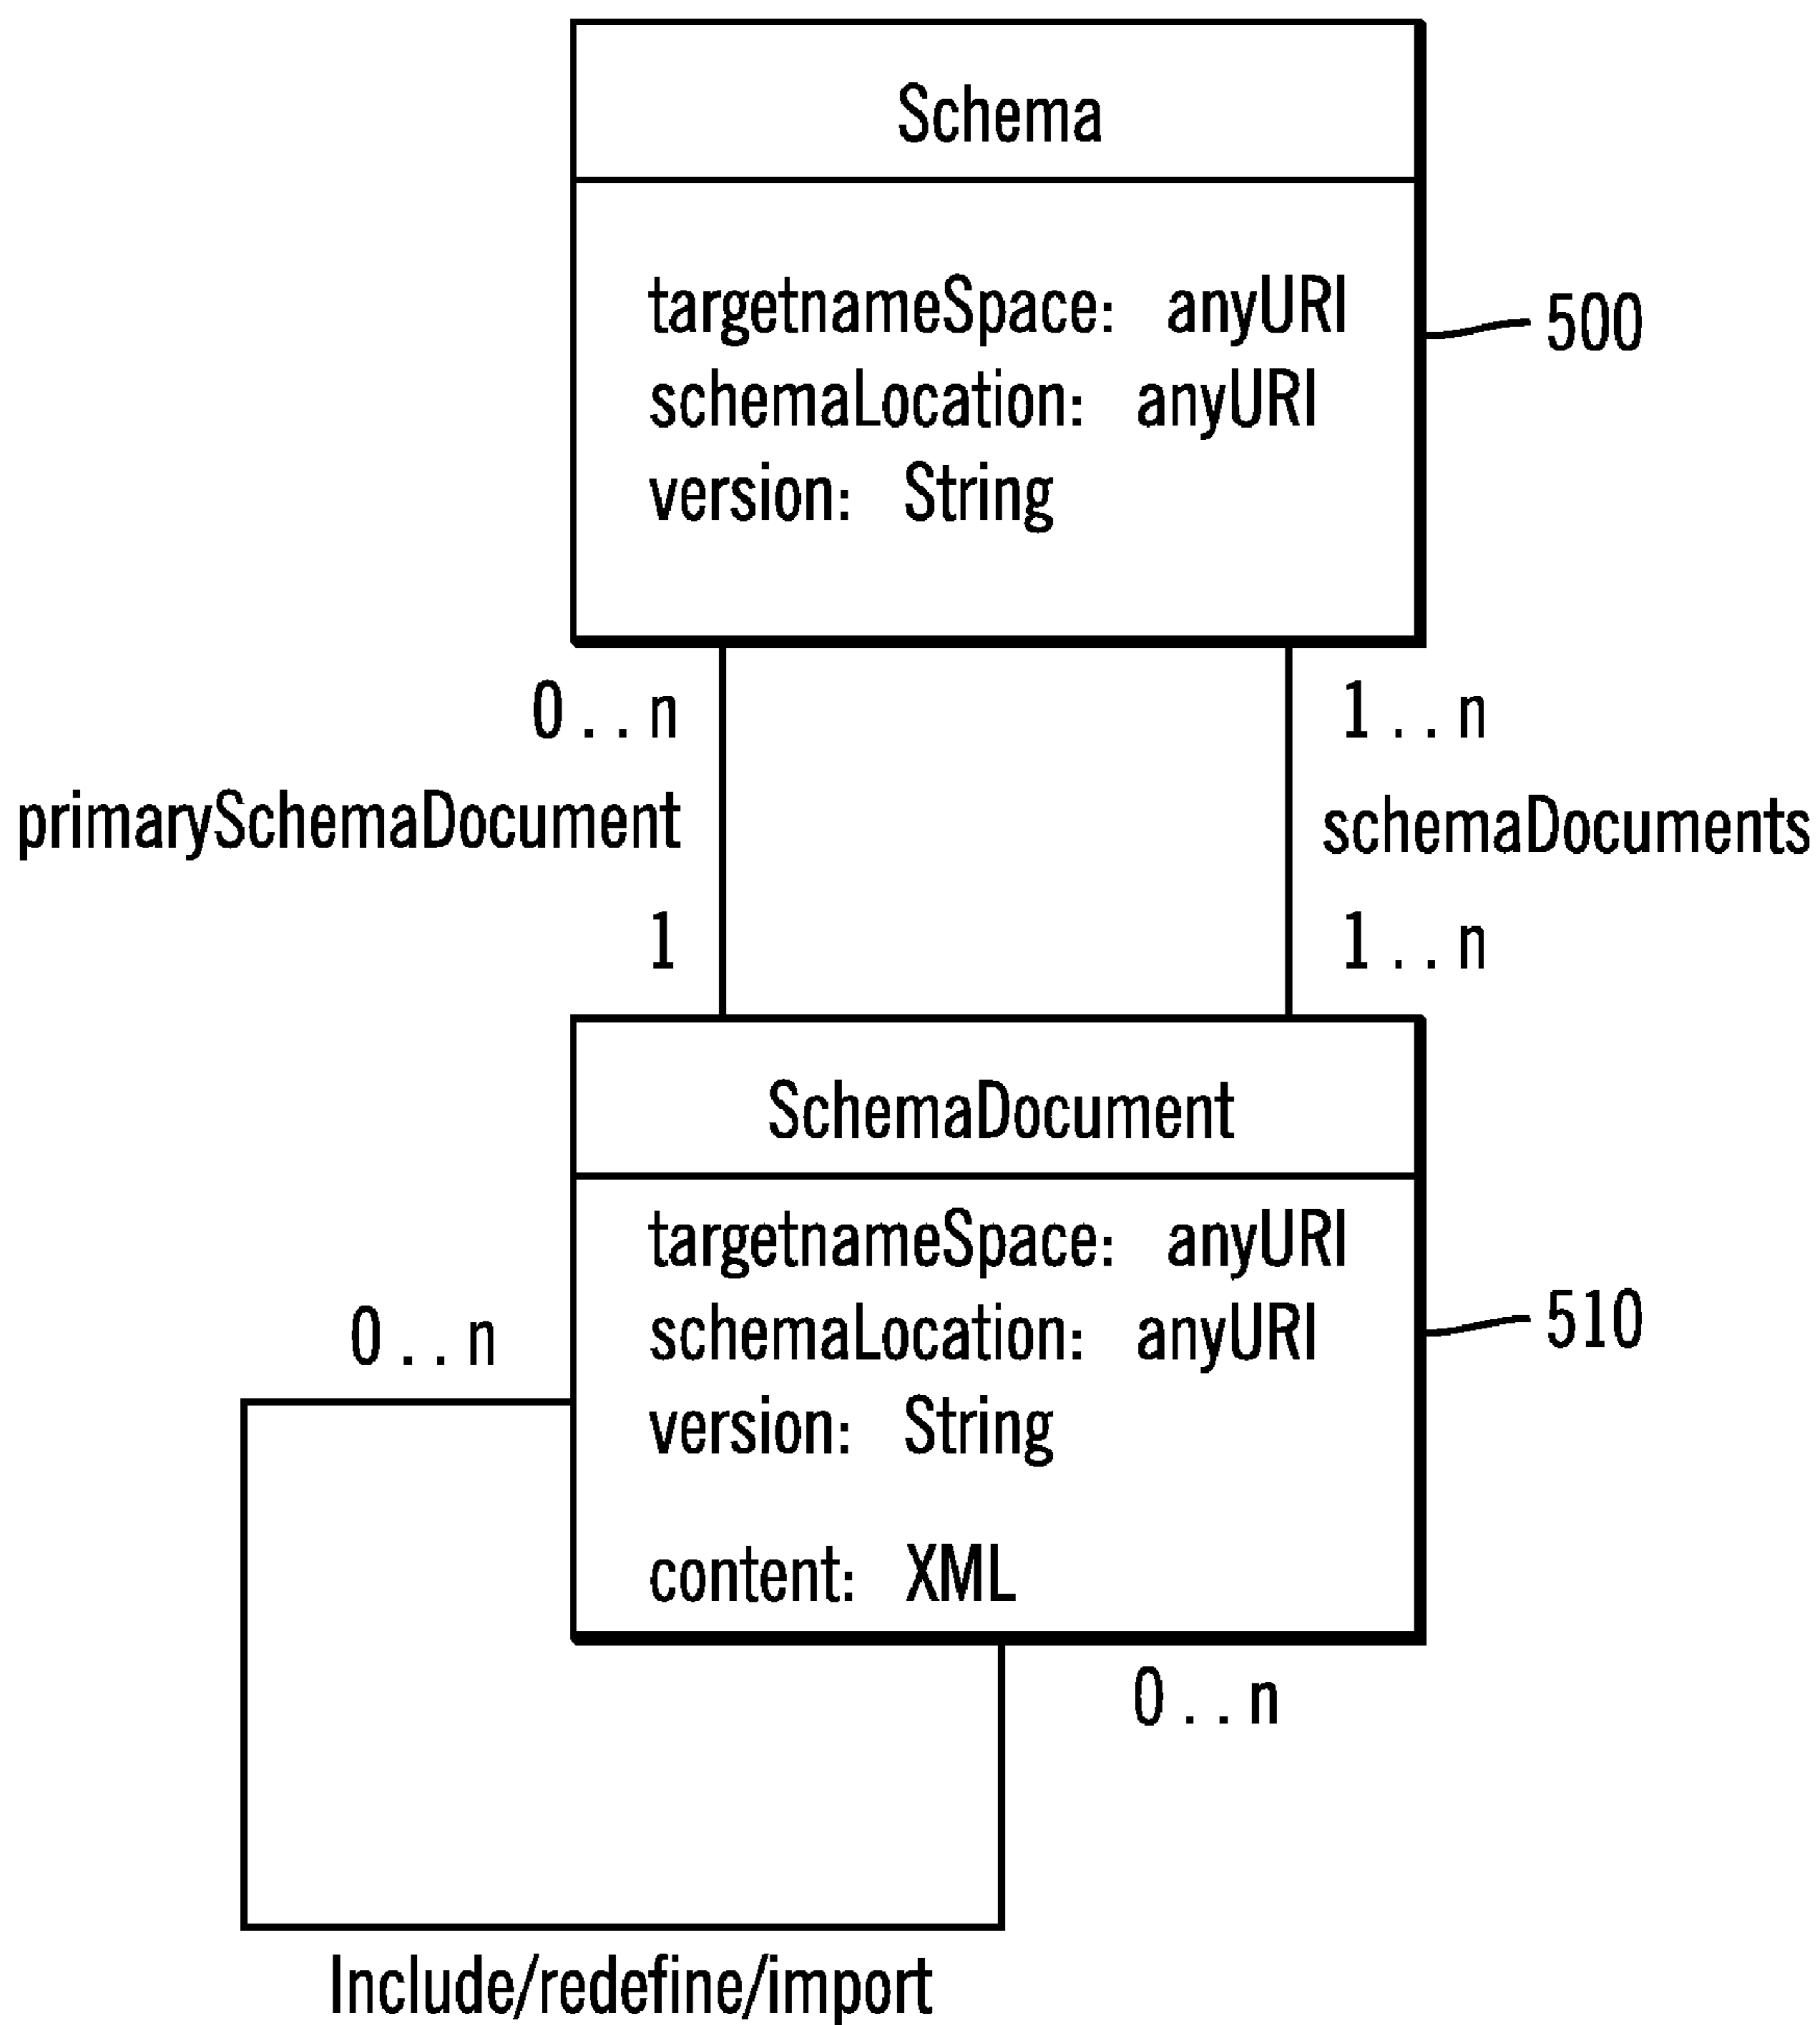 Schema
targetnameSpace: anyURI
schemaLocation: anyURI
version: String
500
0..n
1..n
primarySchemaDocument
schemaDocuments
1
1..n
SchemaDocument
targetnameSpace: anyURI
schemaLocation: anyURI
version: String
content: XML
510
0..n
0..n
Include/redefine/import